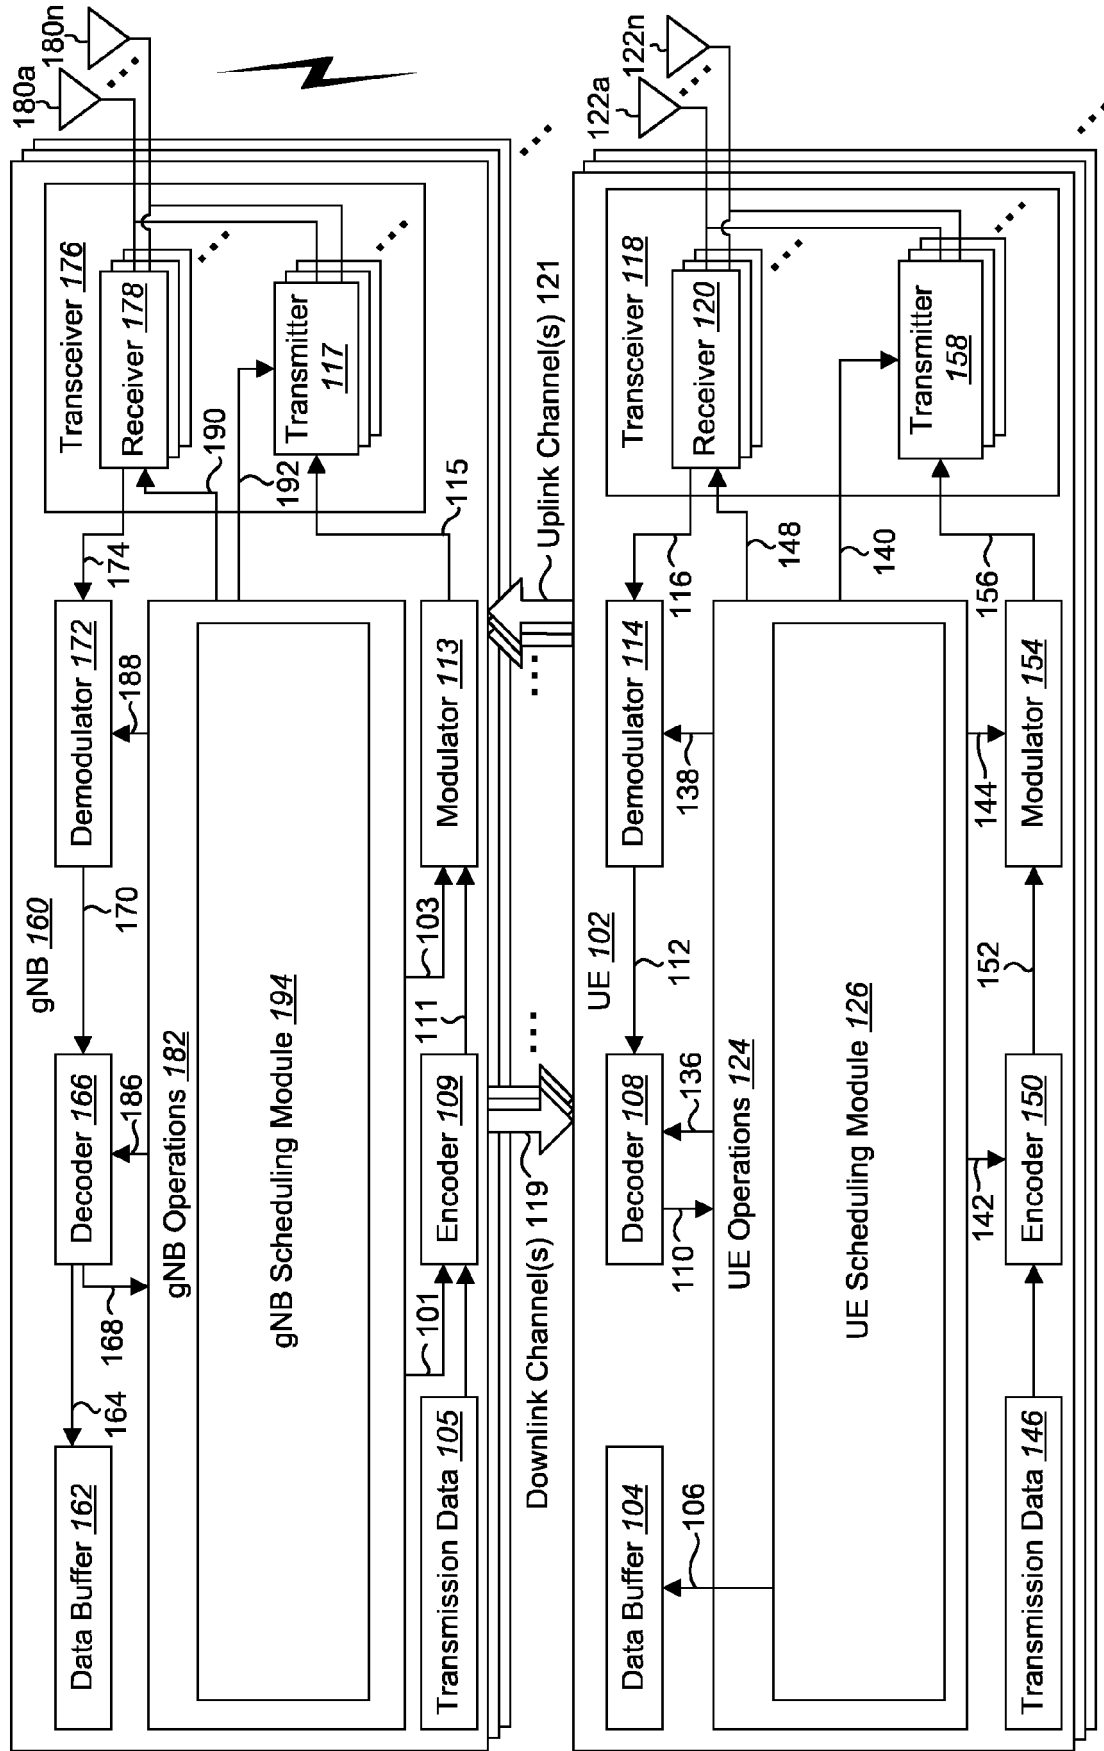 gNB 160
Data Buffer 162
164
Decoder 166
168
186
170
Demodulator 172
188
174
Transceiver 176
Receiver 178
190
192
Transmitter
117
180a
180n
gNB Operations 182
gNB Scheduling Module 194
101
103
Transmission Data 105
Encoder 109
111
Modulator 113
115
Downlink Channel(s) 119
Uplink Channel(s) 121
UE 102
Data Buffer 104
106
Decoder 108
110
136
112
Demodulator 114
138
116
148
140
Transceiver 118
Receiver 120
Transmitter
158
122a
122n
UE Operations 124
UE Scheduling Module 126
142
144
Transmission Data 146
Encoder 150
152
Modulator 154
156